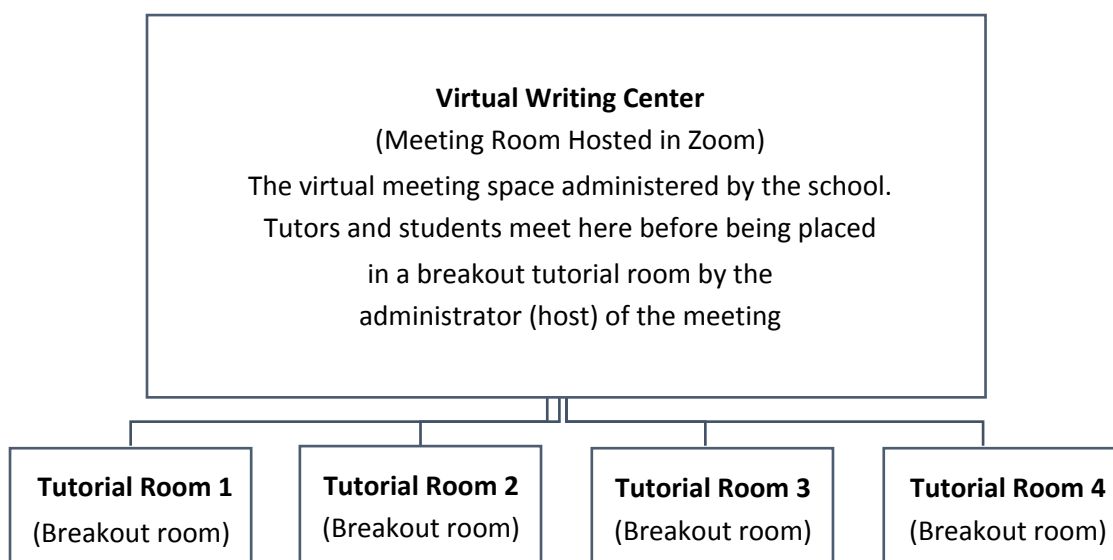 Virtual Writing Center
(Meeting Room Hosted in Zoom)
The virtual meeting space administered by the school.
Tutors and students meet here before being placed
in a breakout tutorial room by the
administrator (host) of the meeting
Tutorial Room 1
(Breakout room)
Tutorial Room 2
(Breakout room)
Tutorial Room 3
(Breakout room)
Tutorial Room 4
(Breakout room)